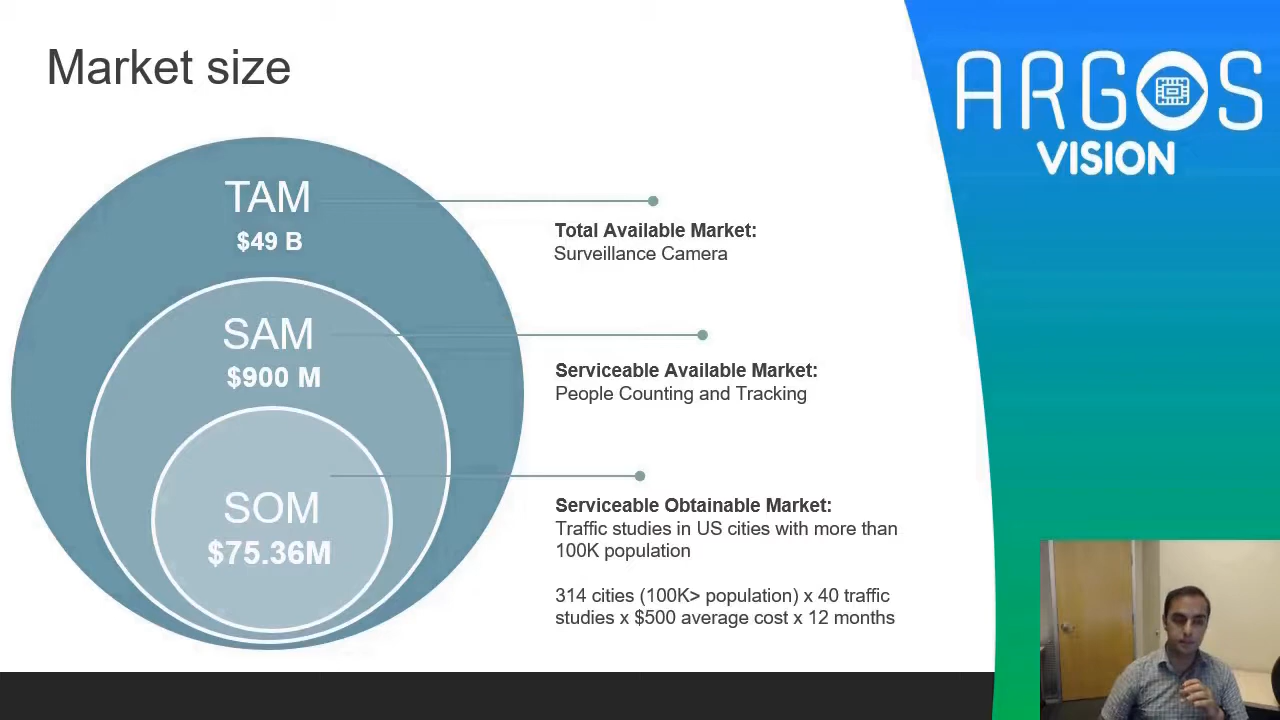 Market size
ARGOS
VISION
TAM
$49 B
Total Available Market:
Surveillance Camera
SAM
$900 M
Serviceable Available Market:
People Counting and Tracking
SOM
$75.36M
Serviceable Obtainable Market:
Traffic studies in US cities with more than
100K population
314 cities (100K> population) x 40 traffic
studies x $500 average cost x 12 months